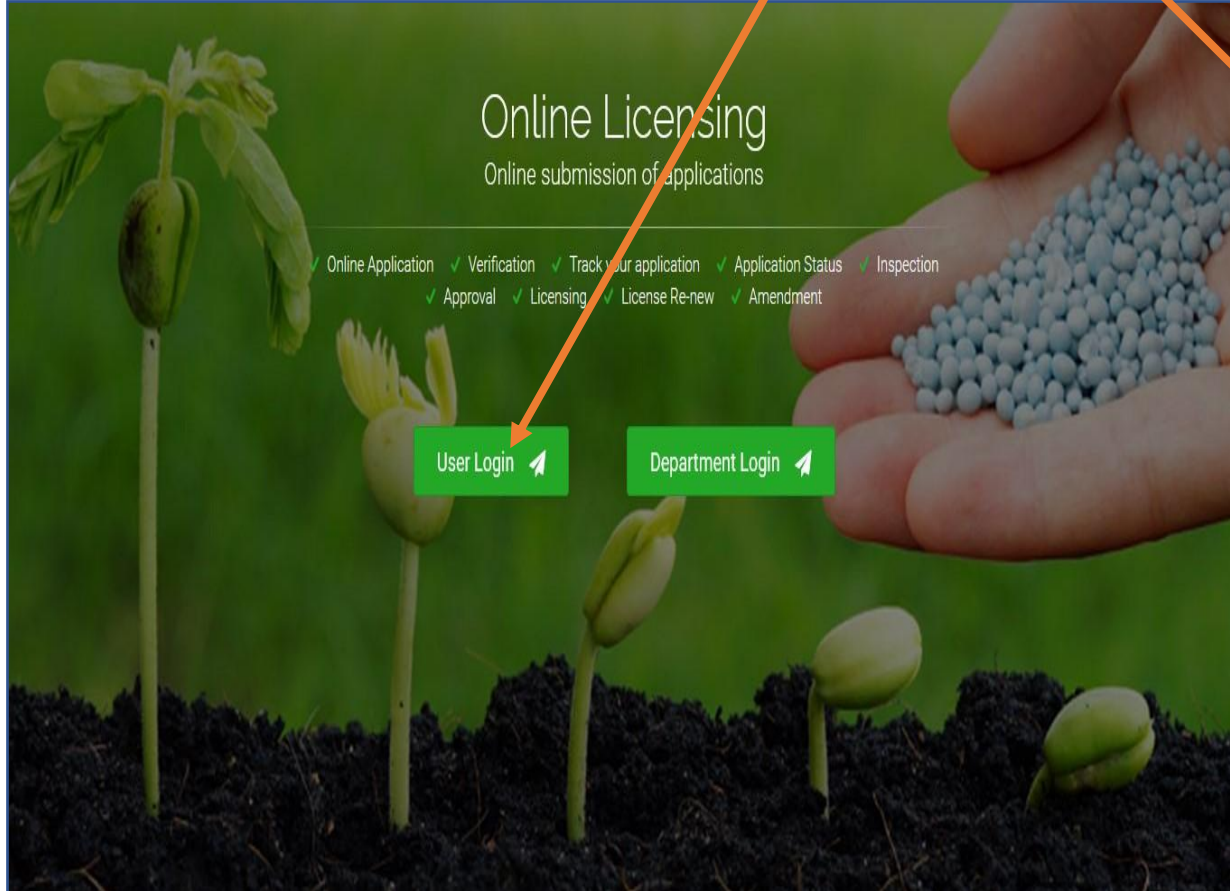 Online Licensing
Online submission of applications
✓ Online Application ✓ Verification ✓ Track your application ✓ Application Status ✓ Inspection
✓ Approval ✓ Licensing ✓ License Re-new ✓ Amendment
User Login
Department Login